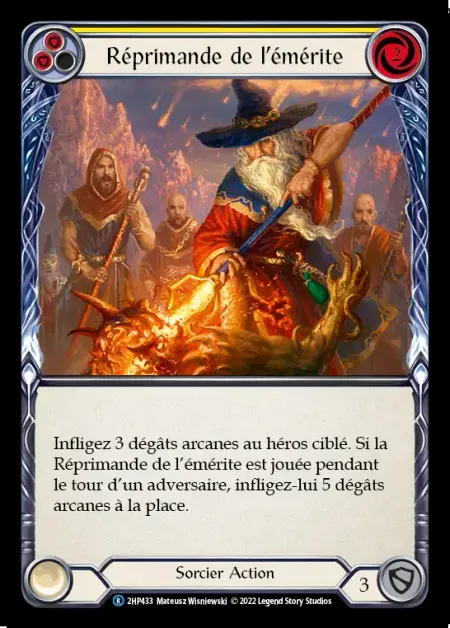 Réprimande de l'émérite
2
Infligez 3 dégâts arcanes au héros ciblé. Si la
Réprimande de l'émérite est jouée pendant
le tour d'un adversaire, infligez-lui 5 dégâts
arcanes à la place.
Sorcier Action
3
R 2HP433 Mateusz Wisniewski © 2022 Legend Story Studios